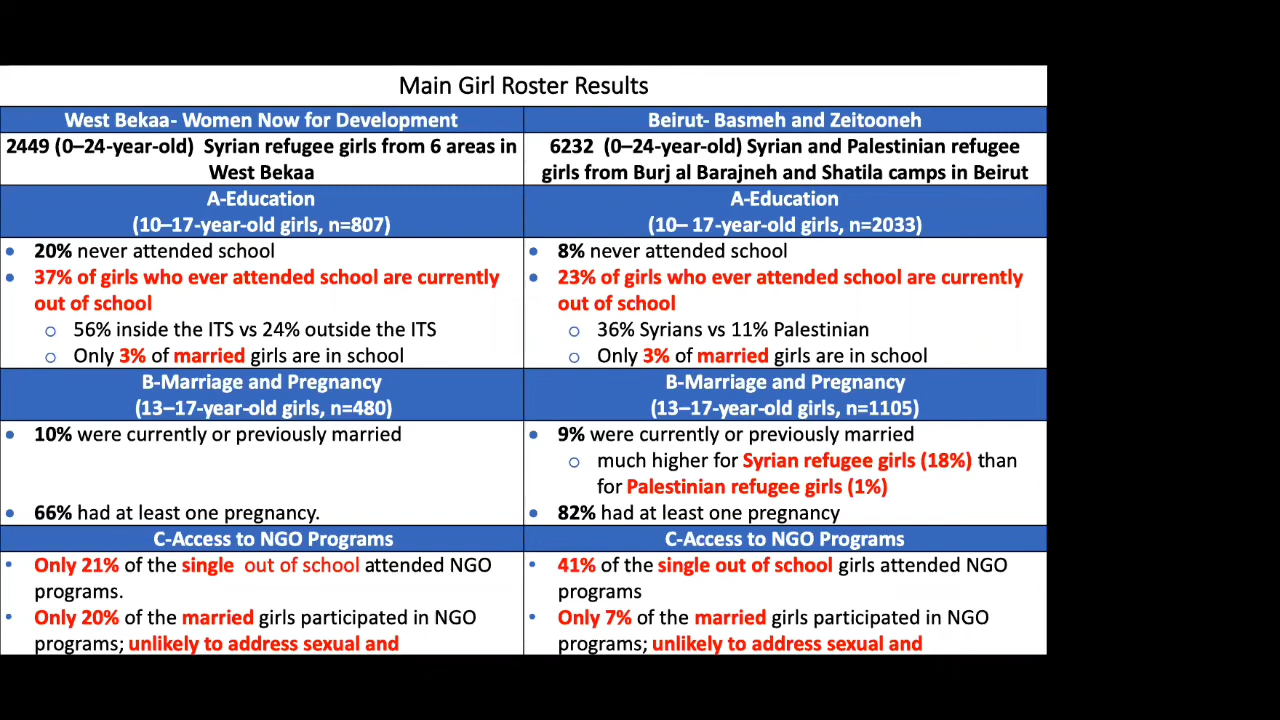 Main Girl Roster Results
West Bekaa- Women Now for Development
2449 (0–24-year-old) Syrian refugee girls from 6 areas in
West Bekaa
A-Education
(10–17-year-old girls, n=807)
• 20% never attended school
• 37% of girls who ever attended school are currently
out of school
o 56% inside the ITS vs 24% outside the ITS
o Only 3% of married girls are in school
B-Marriage and Pregnancy
(13–17-year-old girls, n=480)
• 10% were currently or previously married
• 66% had at least one pregnancy.
C-Access to NGO Programs
• Only 21% of the single out of school attended NGO
programs.
• Only 20% of the married girls participated in NGO
programs; unlikely to address sexual and
Beirut- Basmeh and Zeitooneh
6232 (0–24-year-old) Syrian and Palestinian refugee
girls from Burj al Barajneh and Shatila camps in Beirut
A-Education
(10– 17-year-old girls, n=2033)
• 8% never attended school
• 23% of girls who ever attended school are currently
out of school
o 36% Syrians vs 11% Palestinian
o Only 3% of married girls are in school
B-Marriage and Pregnancy
(13–17-year-old girls, n=1105)
• 9% were currently or previously married
o much higher for Syrian refugee girls (18%) than
for Palestinian refugee girls (1%)
• 82% had at least one pregnancy
C-Access to NGO Programs
• 41% of the single out of school girls attended NGO
programs
• Only 7% of the married girls participated in NGO
programs; unlikely to address sexual and